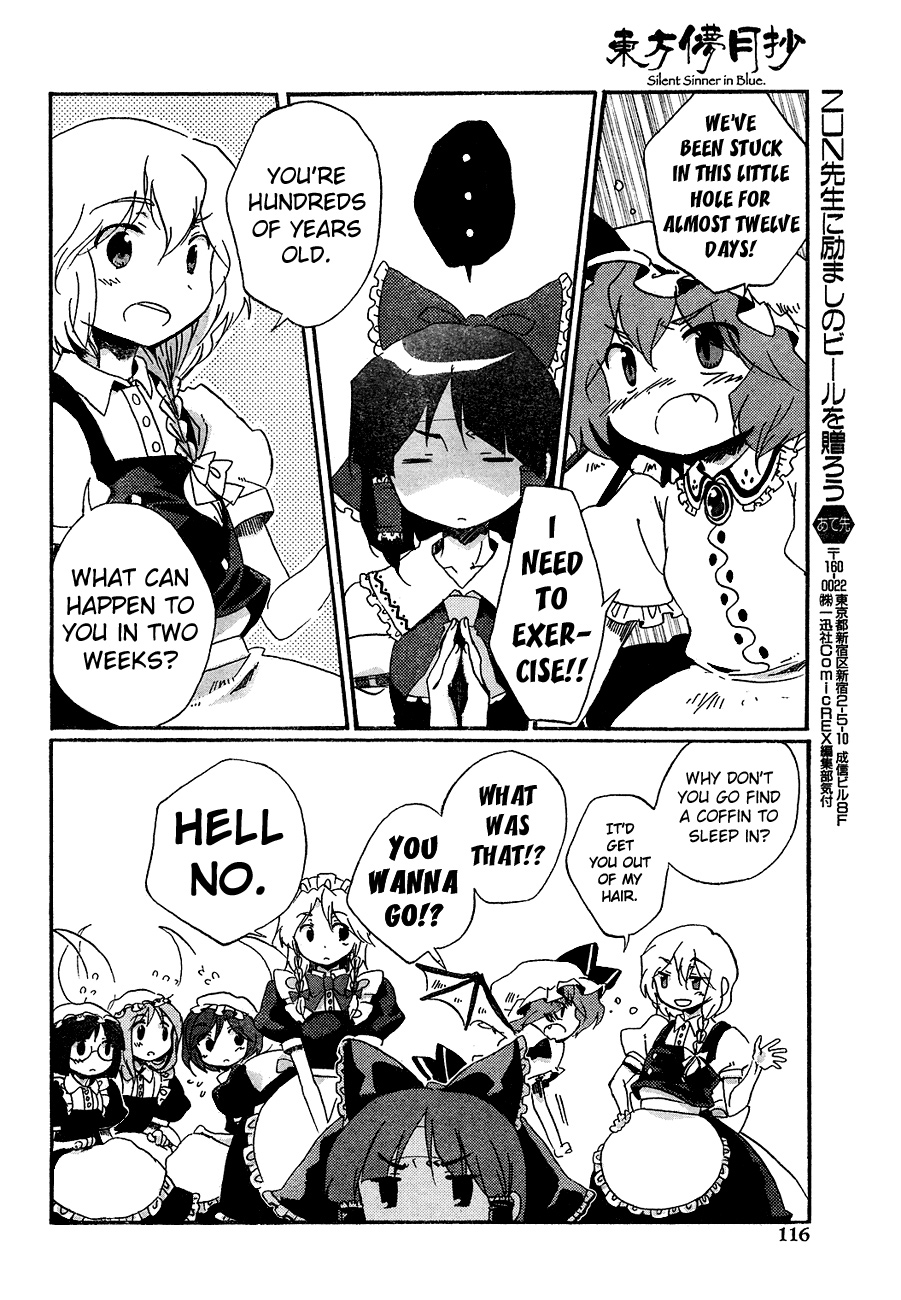 東方儚月抄
Silent Sinner in Blue.
WE'VE
BEEN STUCK
IN THIS LITTLE
HOLE FOR
ALMOST TWELVE
DAYS!
I
NEED
TO
EXER-
CISE!!
...
YOU'RE
HUNDREDS
OF YEARS
OLD.
WHAT CAN
HAPPEN TO
YOU IN TWO
WEEKS?
WHY DON'T
YOU GO FIND
A COFFIN TO
SLEEP IN?
IT'D
GET
YOU OUT
OF MY
HAIR.
WHAT
WAS
THAT!?
YOU
WANNA
GO!?
HELL
NO.
ZUN先生に励ましのビールを贈ろう
あて先
〒160-0022 東京都新宿区新宿2-5-10 成信ビル8F
㈱一迅社ComicREX編集部気付
116